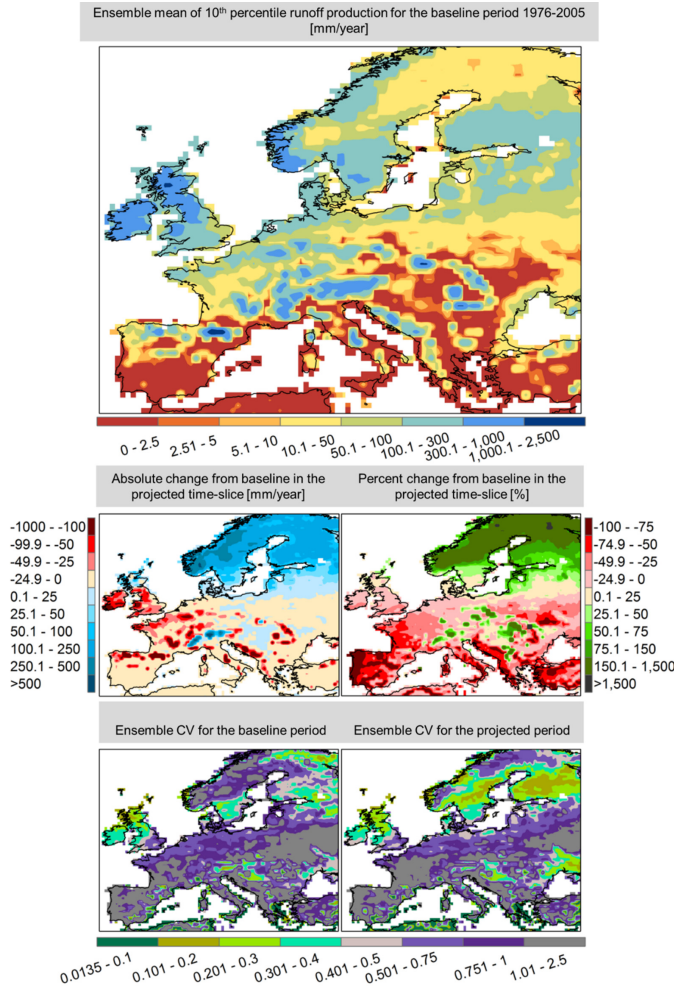 Ensemble mean of 10th percentile runoff production for the baseline period 1976-2005
[mm/year]
0 - 2.5
2.51 - 5
5.1 - 10
10.1 - 50
50.1 - 100
100.1 - 300
300.1 - 1,000
1,000.1 - 2,500
Absolute change from baseline in the
projected time-slice [mm/year]
Percent change from baseline in the
projected time-slice [%]
-1000 - -100
-99.9 - -50
-49.9 - -25
-24.9 - 0
0.1 - 25
25.1 - 50
50.1 - 100
100.1 - 250
250.1 - 500
>500
-100 - -75
-74.9 - -50
-49.9 - -25
-24.9 - 0
0.1 - 25
25.1 - 50
50.1 - 75
75.1 - 150
150.1 - 1,500
>1,500
Ensemble CV for the baseline period
Ensemble CV for the projected period
0.0135 - 0.1
0.101 - 0.2
0.201 - 0.3
0.301 - 0.4
0.401 - 0.5
0.501 - 0.75
0.751 - 1
1.01 - 2.5